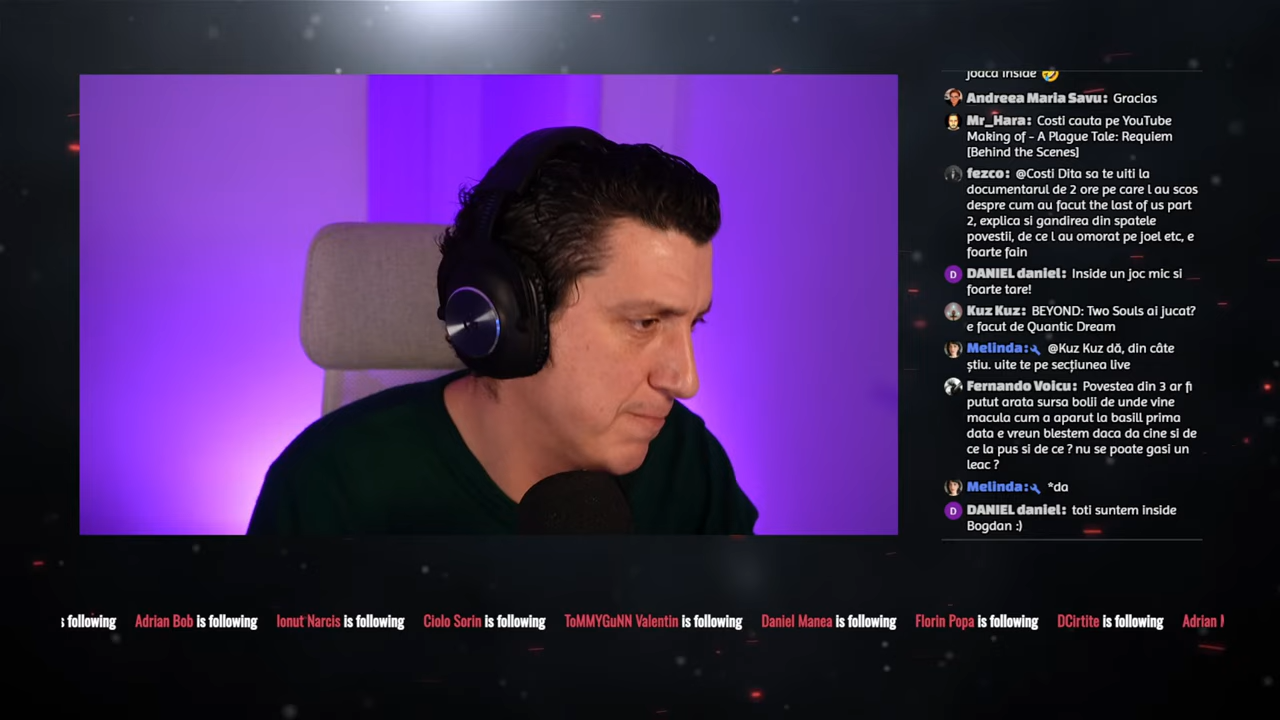 joacă inside 🤣
Andreea Maria Savu: Gracias
Mr_Hara: Costi cauta pe YouTube
Making of - A Plague Tale: Requiem
[Behind the Scenes]
fezco: @Costi Dita sa te uiti la
documentarul de 2 ore pe care l au scos
despre cum au facut the last of us part
2, explica si gandirea din spatele
povestii, de ce l au omorat pe joel etc, e
foarte fain
D DANIEL daniel: Inside un joc mic si
foarte tare!
Kuz Kuz: BEYOND: Two Souls ai jucat?
e facut de Quantic Dream
Melinda: @Kuz Kuz dă, din câte
știu. uite te pe secțiunea live
Fernando Voicu: Povestea din 3 ar fi
putut arata sursa bolii de unde vine
macula cum a aparut la basill prima
data e vreun blestem daca da cine si de
ce la pus si de ce ? nu se poate gasi un
leac ?
Melinda: *da
D DANIEL daniel: toti suntem inside
Bogdan :)
s following Adrian Bob is following Ionut Narcis is following Ciolo Sorin is following ToMMYGuNN Valentin is following Daniel Manea is following Florin Popa is following DCirtite is following Adrian